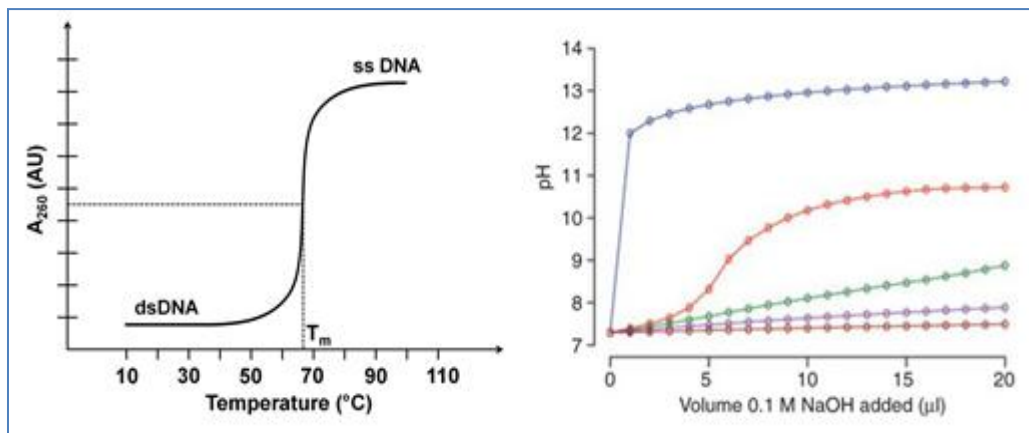 ss DNA
A260 (AU)
dsDNA
Tm
10 30 50 70 90 110
Temperature (°C)
14
13
12
11
10
9
8
7
pH
0 5 10 15 20
Volume 0.1 M NaOH added (µl)